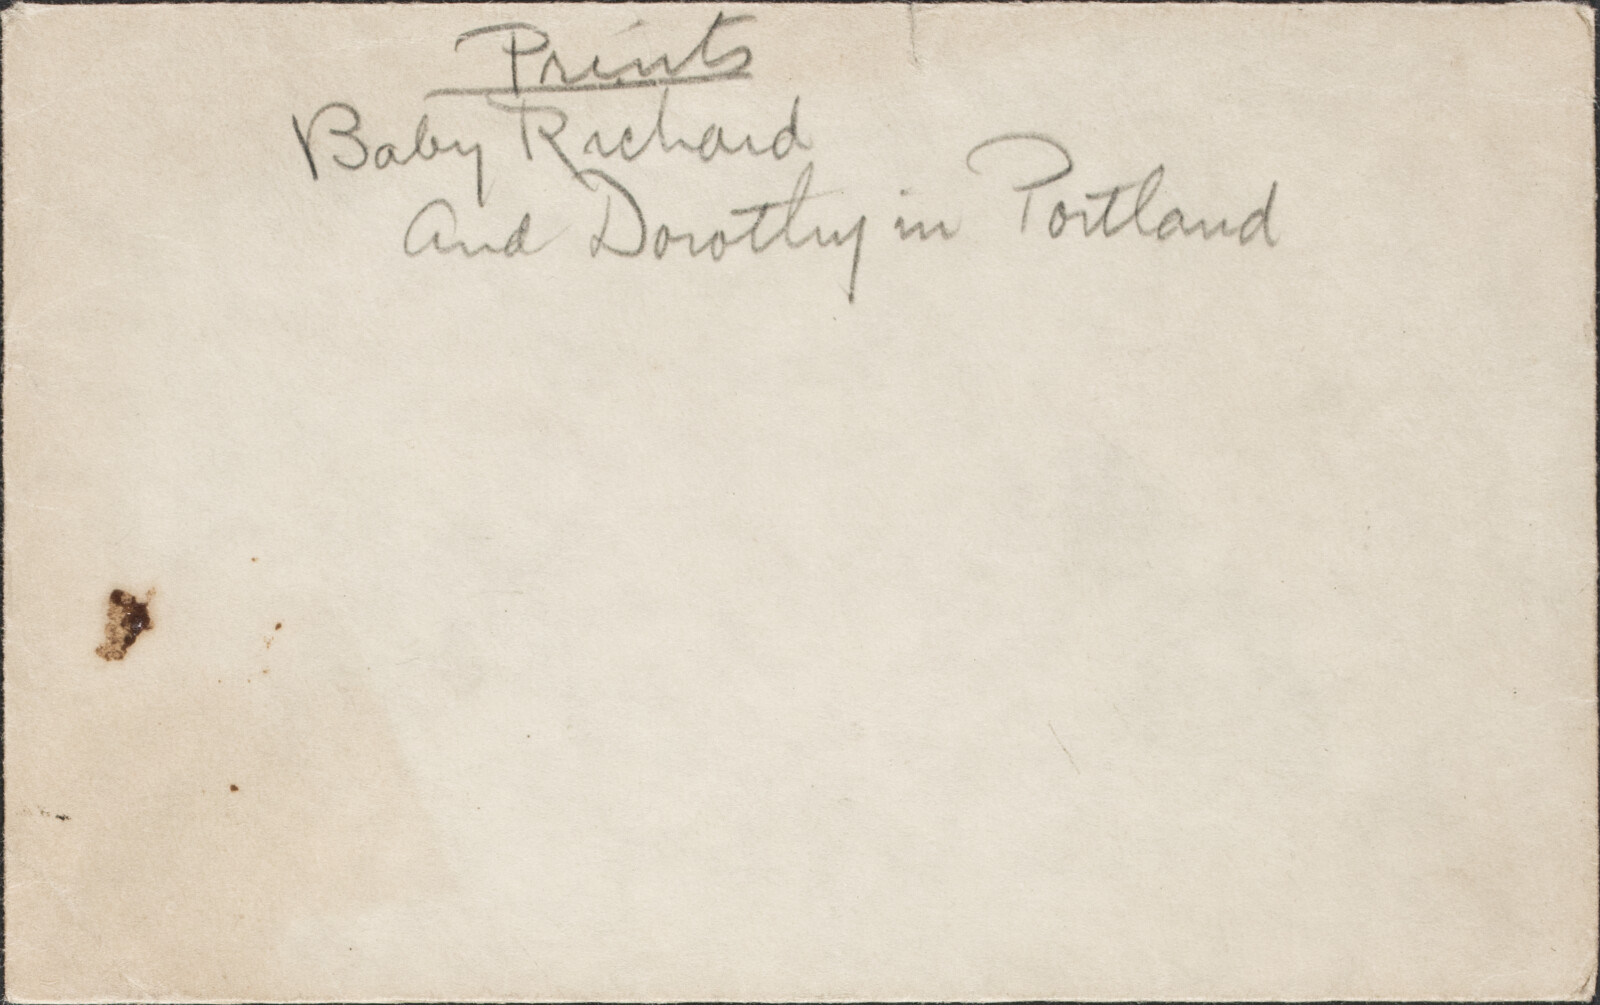 Prints
Baby Richard
and Dorothy in Portland